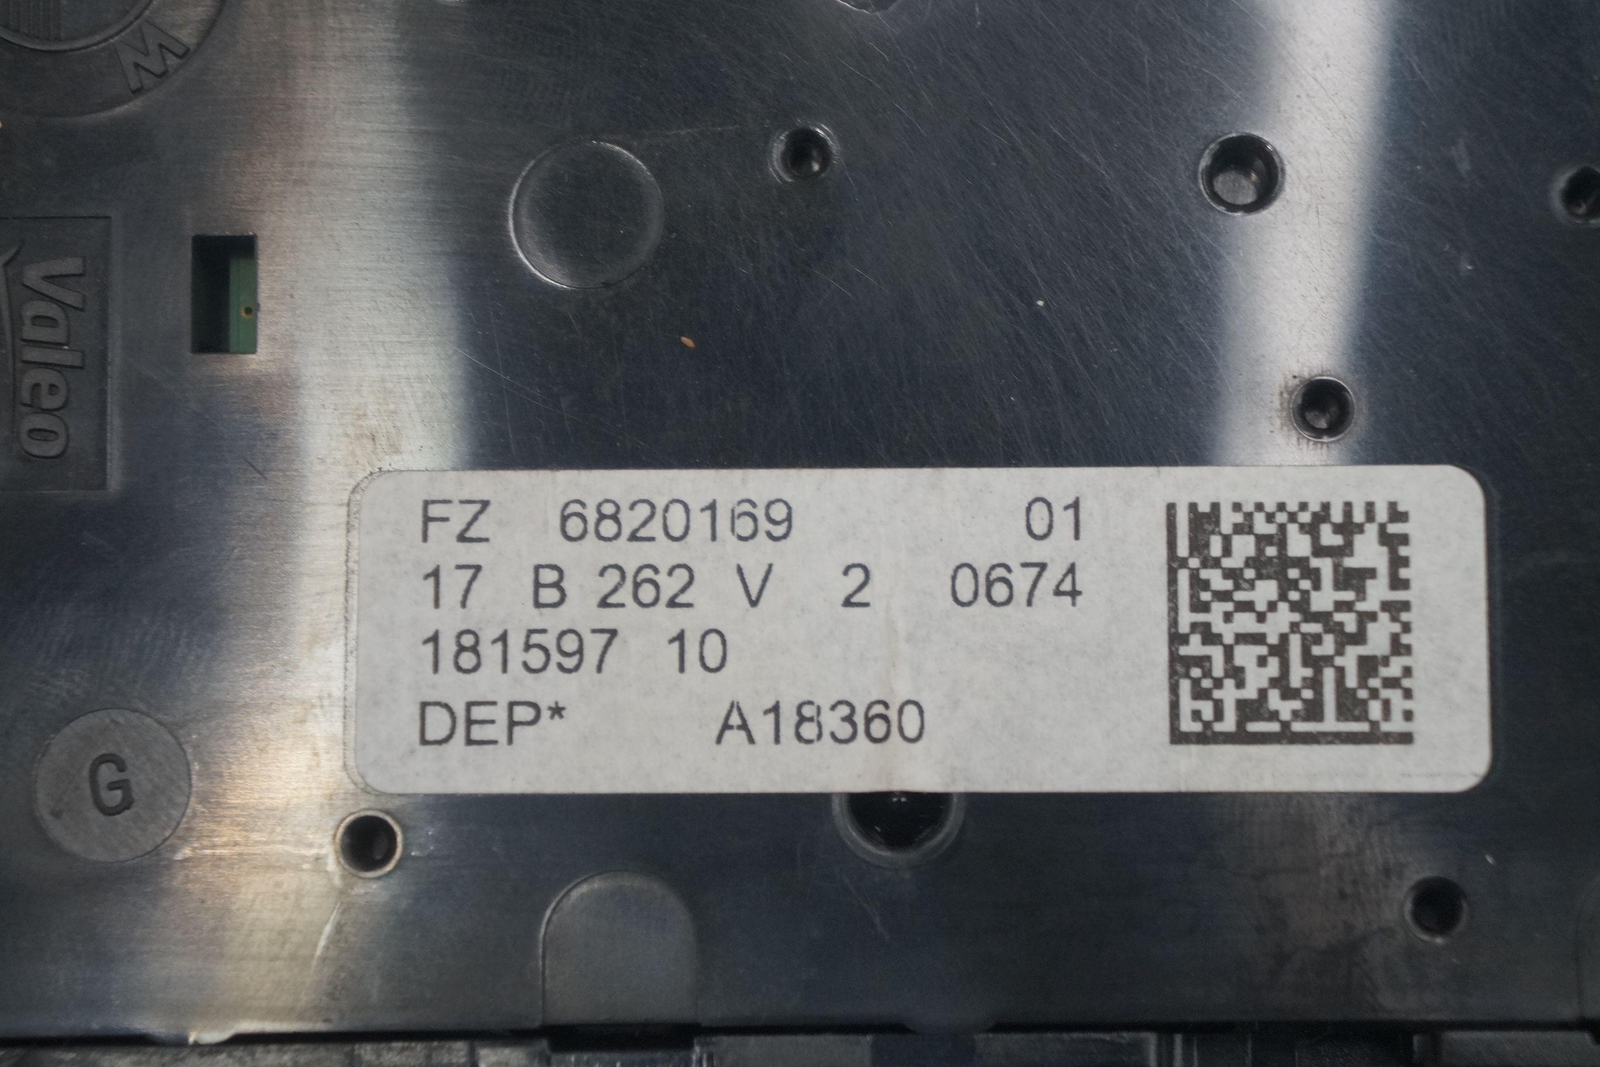 W
Valeo
FZ 6820169 01
17 B 262 V 2 0674
181597 10
DEP* A18360
G